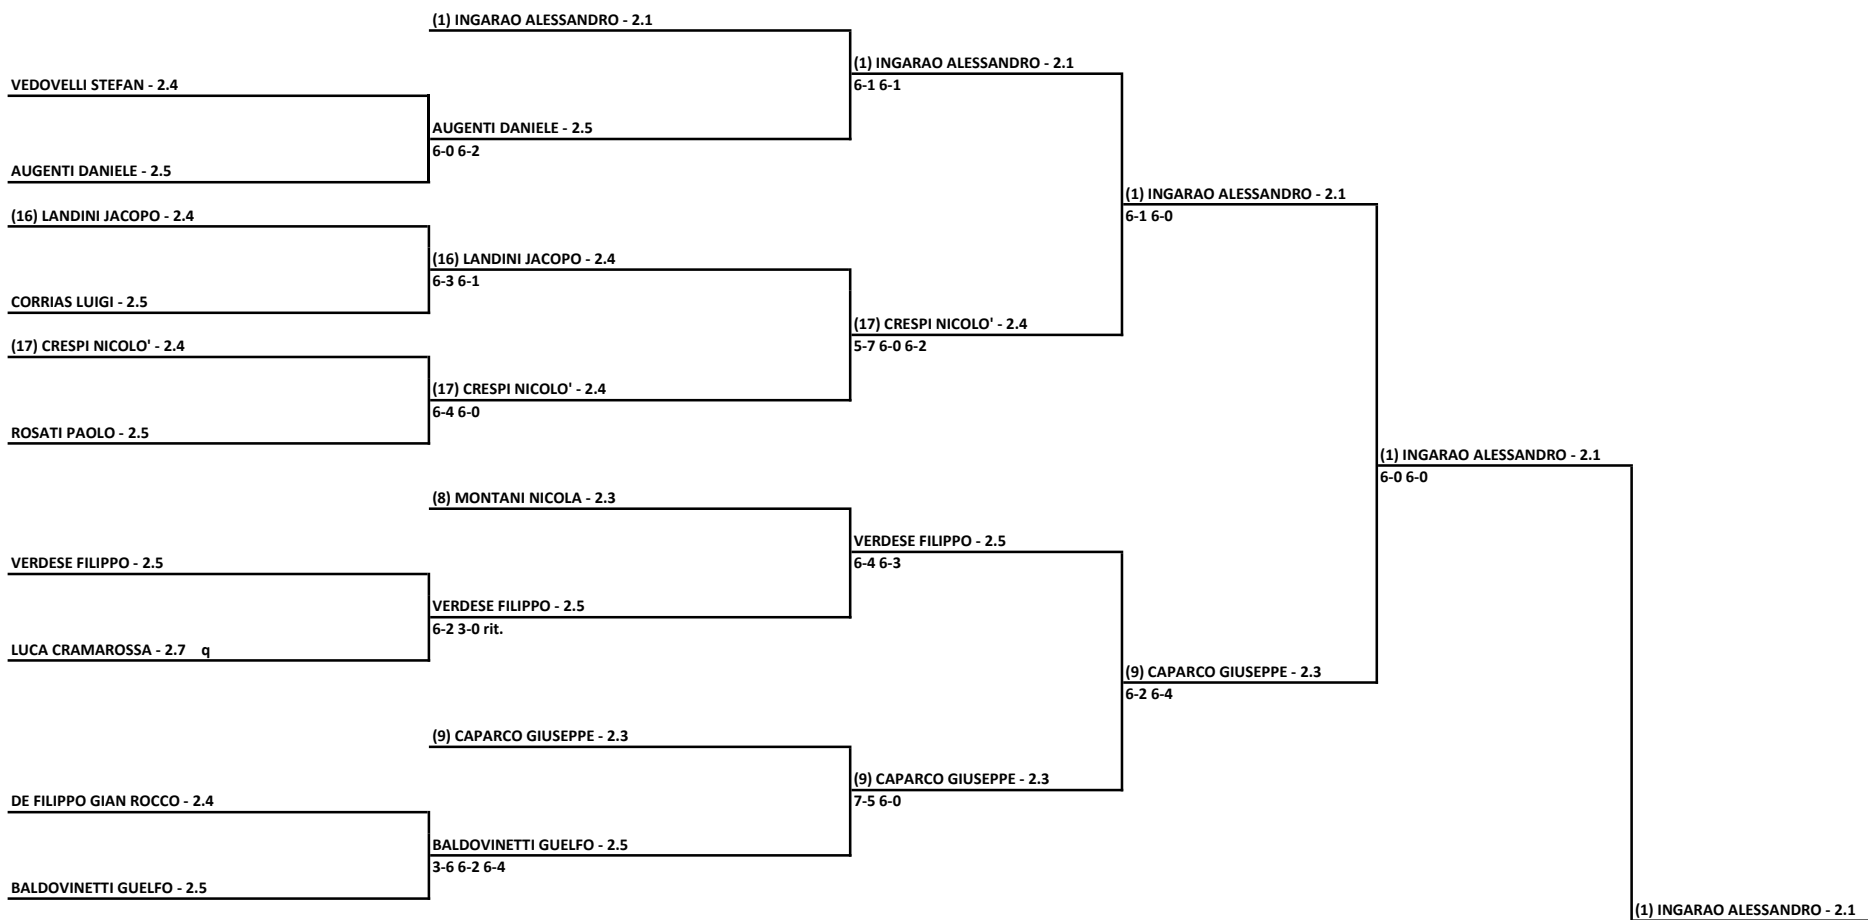 (1) INGARAO ALESSANDRO - 2.1
(1) INGARAO ALESSANDRO - 2.1
VEDOVELLI STEFAN - 2.4
6-1 6-1
AUGENTI DANIELE - 2.5
6-0 6-2
AUGENTI DANIELE - 2.5
(1) INGARAO ALESSANDRO - 2.1
(16) LANDINI JACOPO - 2.4
6-1 6-0
(16) LANDINI JACOPO - 2.4
6-3 6-1
CORRIAS LUIGI - 2.5
(17) CRESPI NICOLO' - 2.4
(17) CRESPI NICOLO' - 2.4
5-7 6-0 6-2
(17) CRESPI NICOLO' - 2.4
6-4 6-0
ROSATI PAOLO - 2.5
(1) INGARAO ALESSANDRO - 2.1
6-0 6-0
(8) MONTANI NICOLA - 2.3
VERDESE FILIPPO - 2.5
VERDESE FILIPPO - 2.5
6-4 6-3
VERDESE FILIPPO - 2.5
6-2 3-0 rit.
LUCA CRAMAROSSA - 2.7 q
(9) CAPARCO GIUSEPPE - 2.3
6-2 6-4
(9) CAPARCO GIUSEPPE - 2.3
(9) CAPARCO GIUSEPPE - 2.3
DE FILIPPO GIAN ROCCO - 2.4
7-5 6-0
BALDOVINETTI GUELFO - 2.5
3-6 6-2 6-4
BALDOVINETTI GUELFO - 2.5
(1) INGARAO ALESSANDRO - 2.1